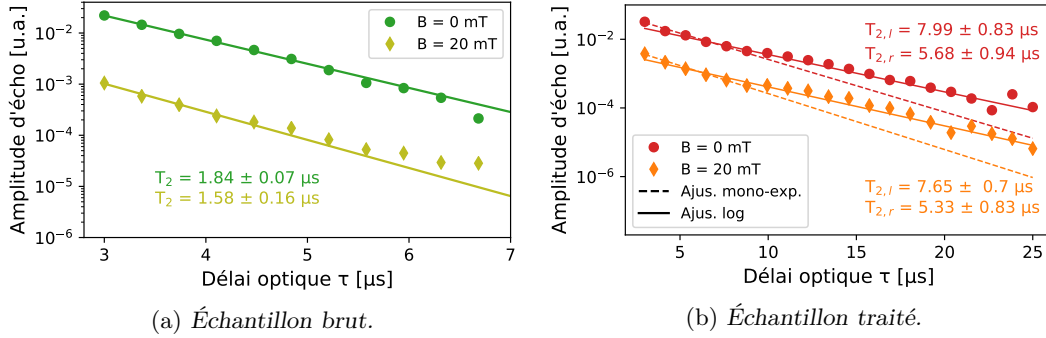 Amplitude d'écho [u.a.]
10⁻²
10⁻³
10⁻⁴
10⁻⁵
10⁻⁶
B = 0 mT
B = 20 mT
T₂ = 1.84 ± 0.07 µs
T₂ = 1.58 ± 0.16 µs
3 4 5 6 7
Délai optique τ [µs]
(a) Échantillon brut.
Amplitude d'écho [u.a.]
10⁻²
10⁻⁴
10⁻⁶
T₂,ₗ = 7.99 ± 0.83 µs
T₂,ᵣ = 5.68 ± 0.94 µs
B = 0 mT
B = 20 mT
Ajus. mono-exp.
Ajus. log
T₂,ₗ = 7.65 ± 0.7 µs
T₂,ᵣ = 5.33 ± 0.83 µs
5 10 15 20 25
Délai optique τ [µs]
(b) Échantillon traité.